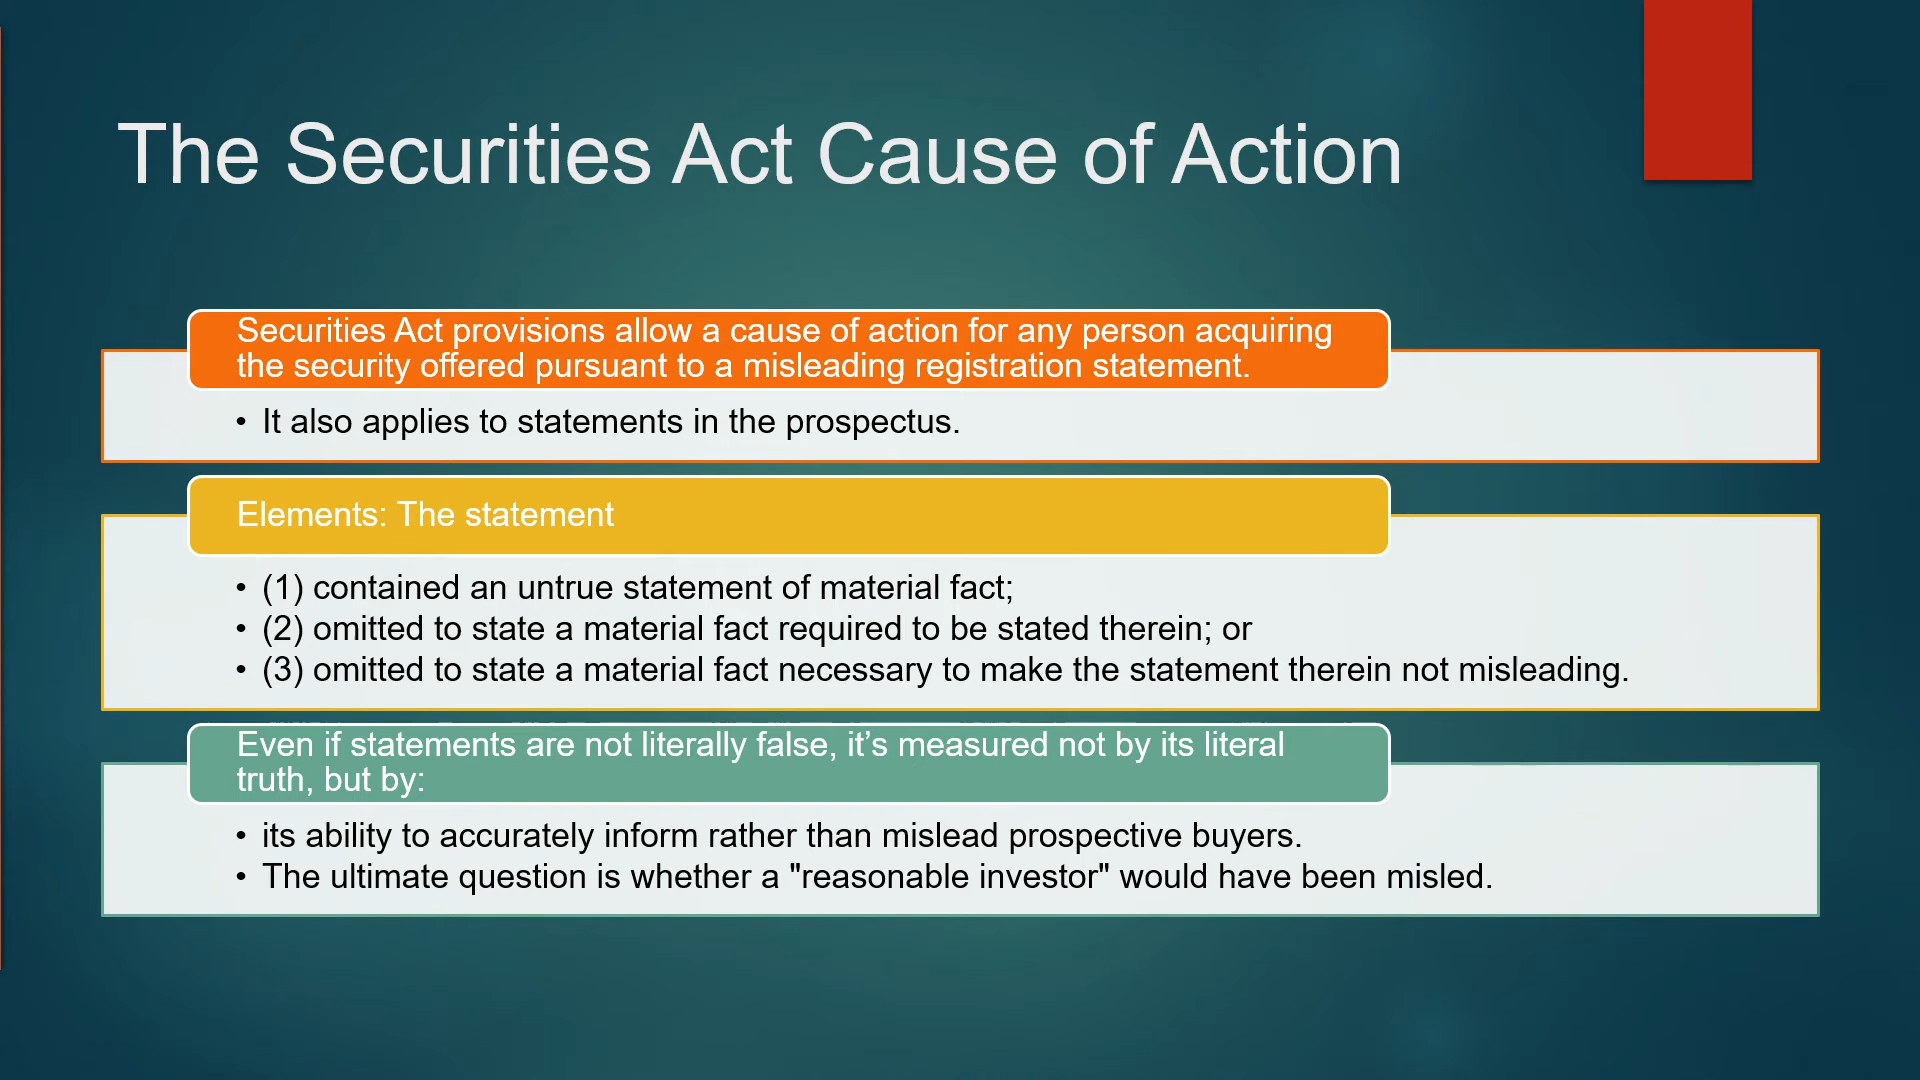 The Securities Act Cause of Action
Securities Act provisions allow a cause of action for any person acquiring
the security offered pursuant to a misleading registration statement.
• It also applies to statements in the prospectus.
Elements: The statement
• (1) contained an untrue statement of material fact;
• (2) omitted to state a material fact required to be stated therein; or
• (3) omitted to state a material fact necessary to make the statement therein not misleading.
Even if statements are not literally false, it’s measured not by its literal
truth, but by:
• its ability to accurately inform rather than mislead prospective buyers.
• The ultimate question is whether a "reasonable investor" would have been misled.